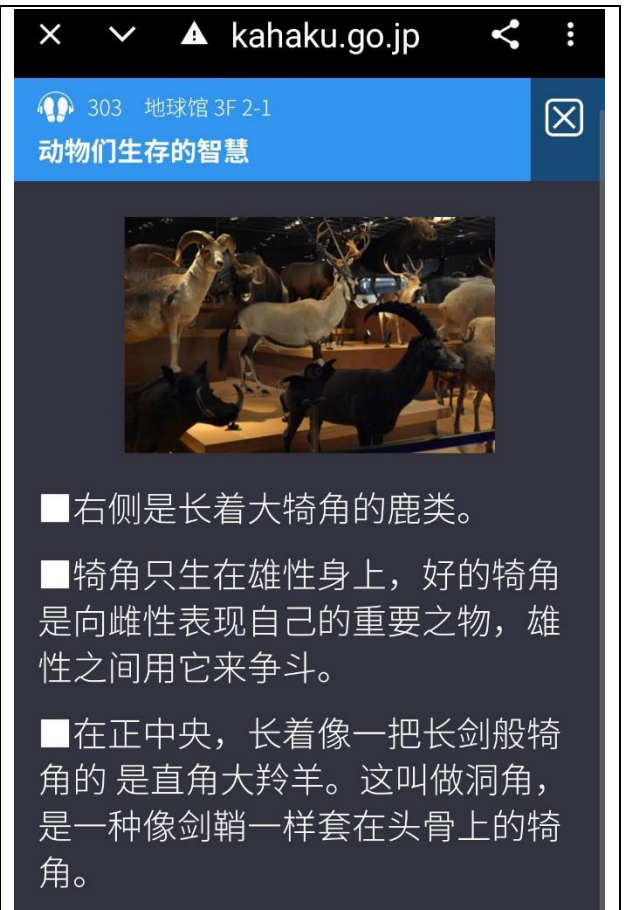 kahaku.go.jp
303 地球馆 3F 2-1
动物们生存的智慧
■右侧是长着大犄角的鹿类。
■犄角只生在雄性身上，好的犄角
是向雌性表现自己的重要之物，雄
性之间用它来争斗。
■在正中央，长着像一把长剑般犄
角的 是直角大羚羊。这叫做洞角，
是一种像剑鞘一样套在头骨上的犄
角。